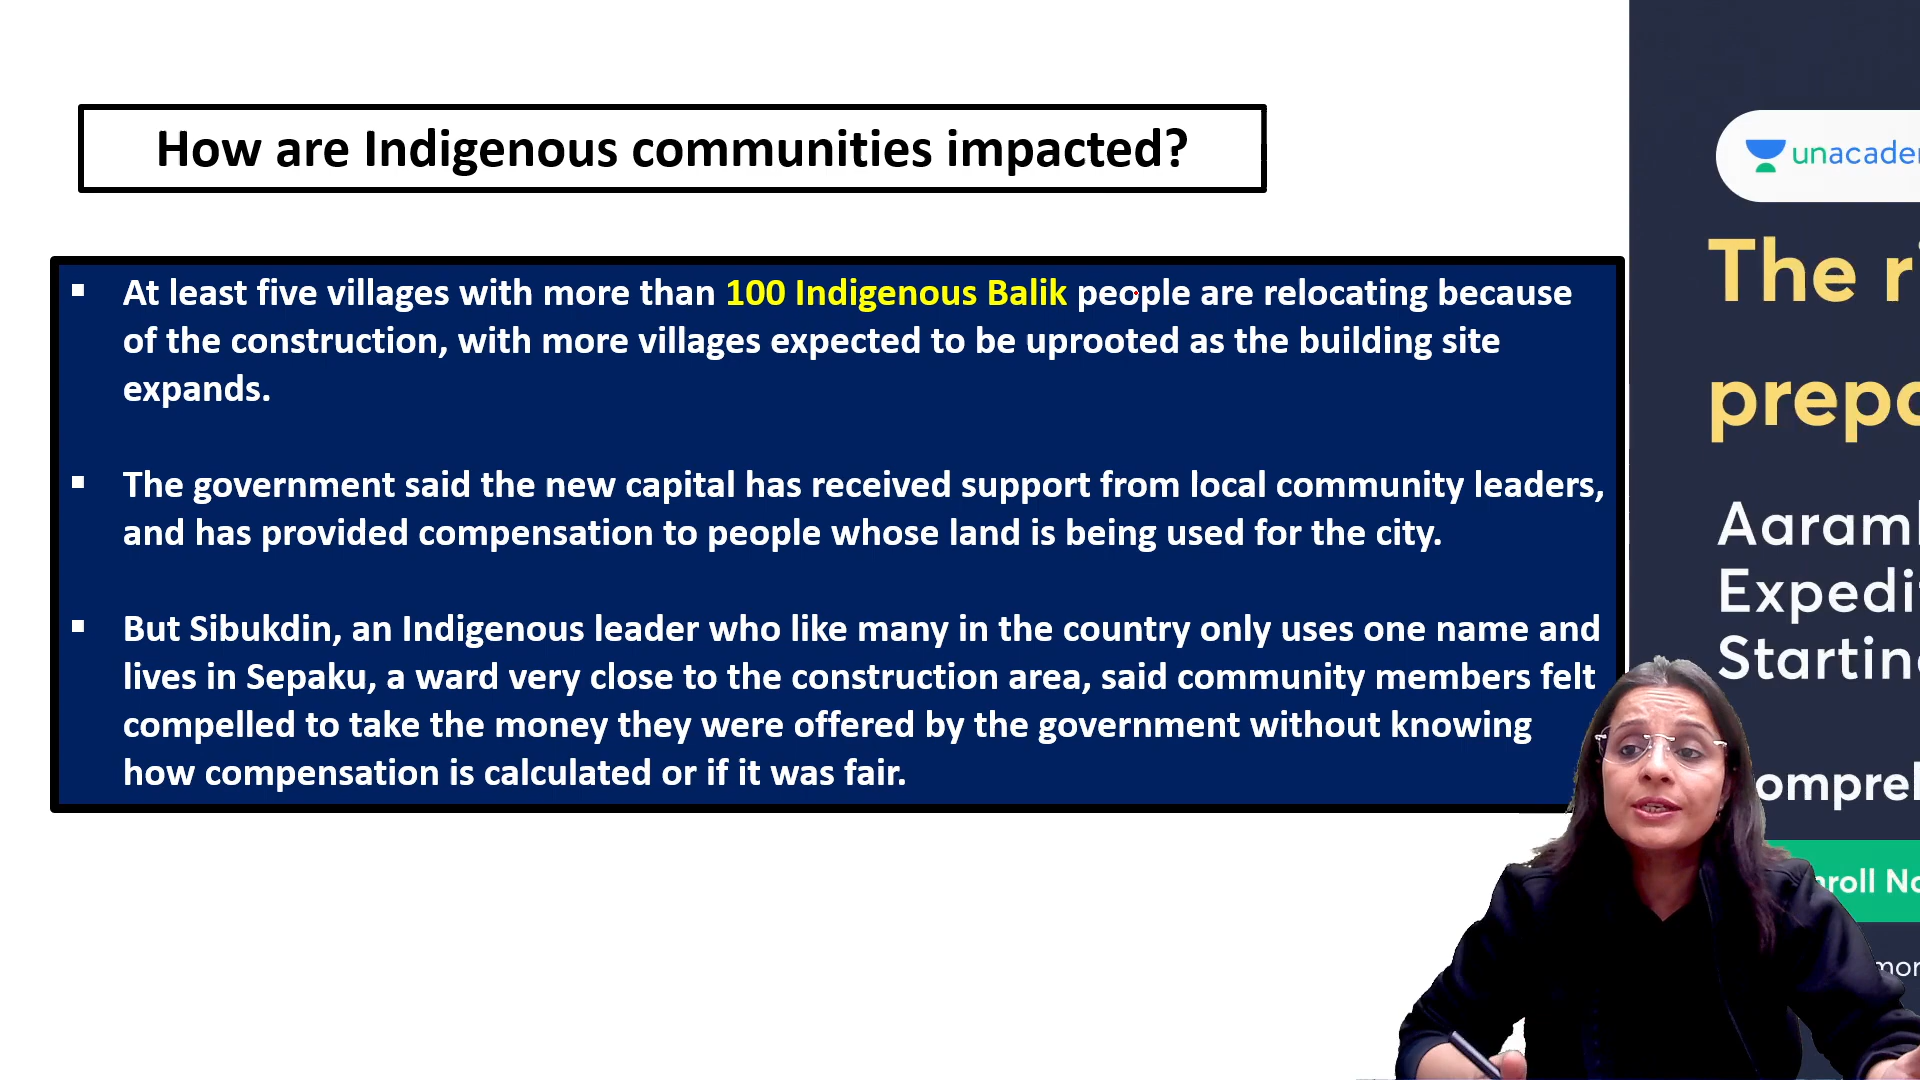 How are Indigenous communities impacted?
▪ At least five villages with more than 100 Indigenous Balik people are relocating because
of the construction, with more villages expected to be uprooted as the building site
expands.
▪ The government said the new capital has received support from local community leaders,
and has provided compensation to people whose land is being used for the city.
▪ But Sibukdin, an Indigenous leader who like many in the country only uses one name and
lives in Sepaku, a ward very close to the construction area, said community members felt
compelled to take the money they were offered by the government without knowing
how compensation is calculated or if it was fair.
unacade
The r
prepa
Aaram
Expedi
Startin
ompre
nroll No
mor